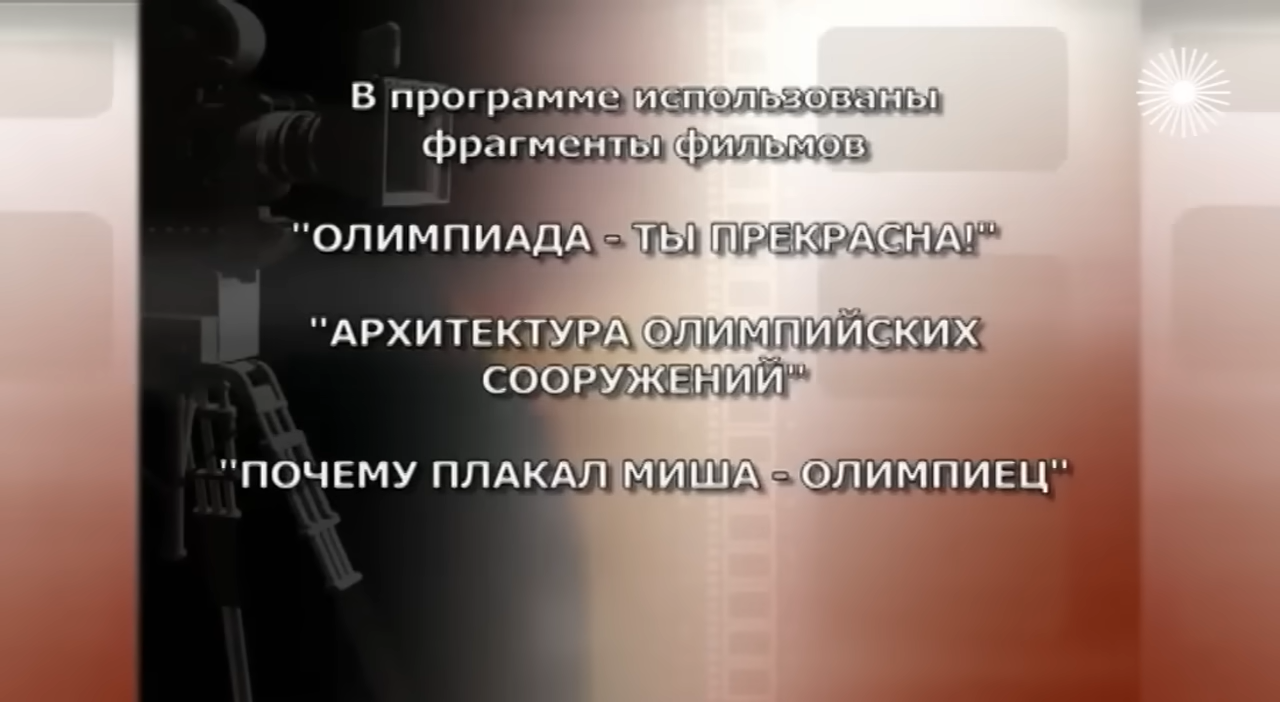 В программе использованы
фрагменты фильмов
"ОЛИМПИАДА - ТЫ ПРЕКРАСНА!"
"АРХИТЕКТУРА ОЛИМПИЙСКИХ
СООРУЖЕНИЙ"
"ПОЧЕМУ ПЛАКАЛ МИША - ОЛИМПИЕЦ"